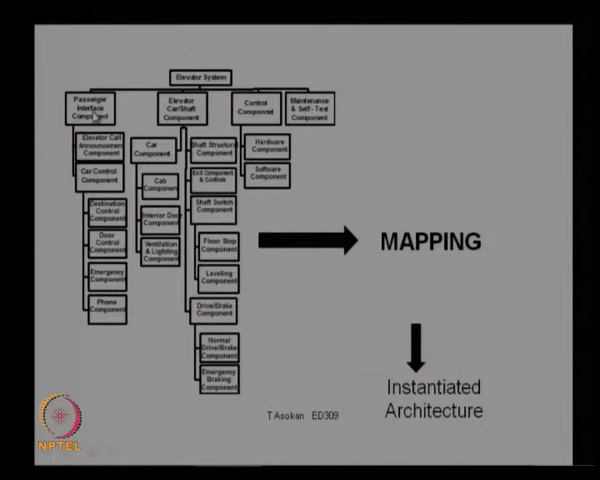 Elevator System
Passenger
Interface
Component
Elevator
Car/Shaft
Component
Control
Componnet
Maintenance
& Self - Test
Component
Elevator Call
Announcement
Component
Car Control
Component
Destination
Control
Component
Door
Control
Component
Emergency
Component
Phone
Component
Car
Component
Cab
Component
Interior Door
Component
Ventilation
& Lighting
Component
Shaft Structure
Component
Exit Component
& Controls
Shaft Switch
Component
Floor Stop
Component
Leveling
Component
Drive/Brake
Component
Normal
Drive/Brake
Component
Emergency
Braking
Component
Hardware
Component
Software
Component
MAPPING
Instantiated
Architecture
T Asokan ED309
NPTEL